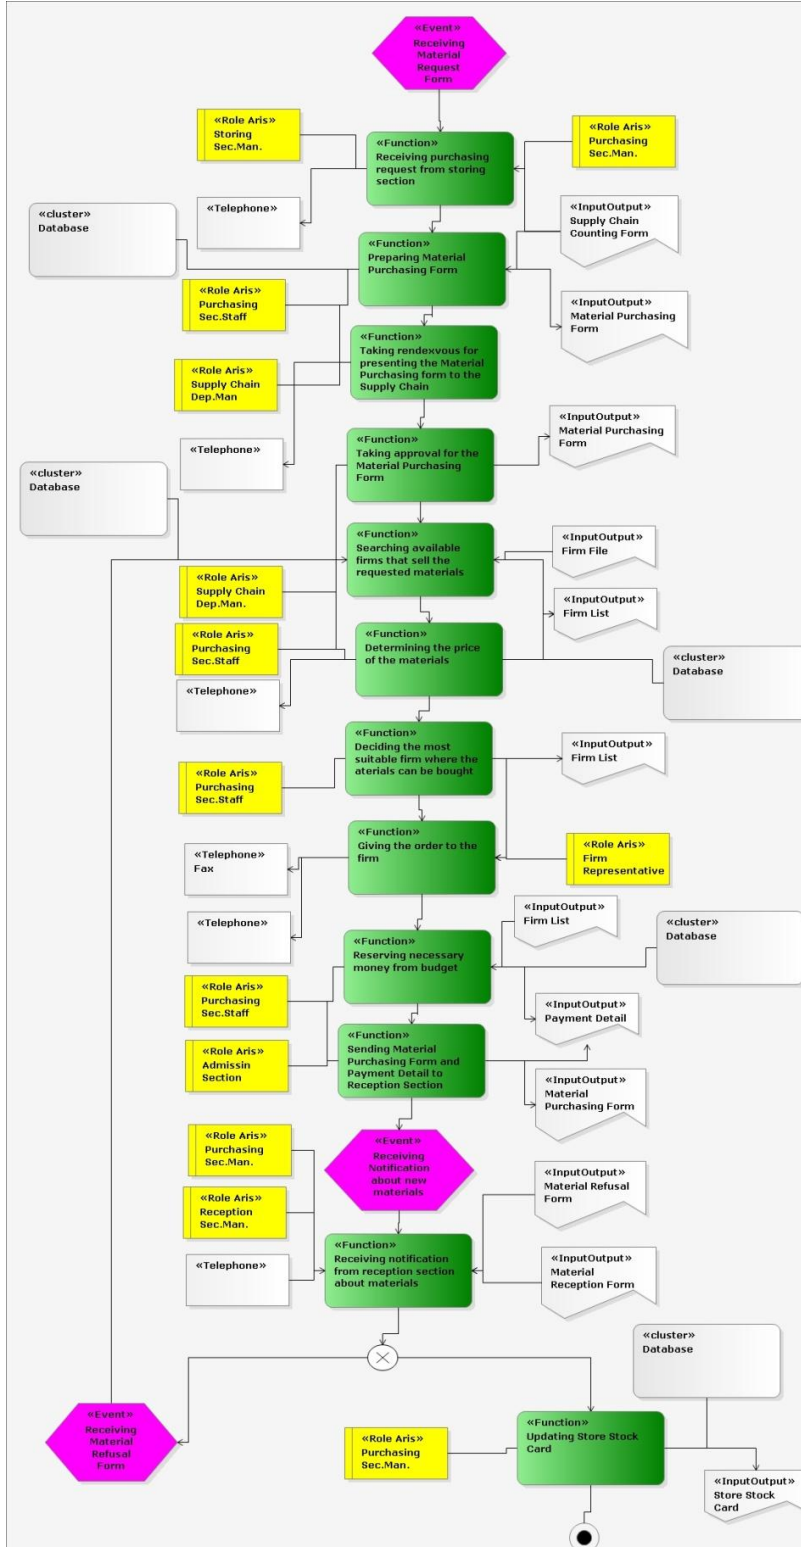 «Event»
Receiving
Material
Request
Form
«Role Aris»
Storing
Sec.Man.
«Function»
Receiving purchasing
request from storing
section
«Role Aris»
Purchasing
Sec.Man.
«Telephone»
«InputOutput»
Supply Chain
Counting Form
«cluster»
Database
«Function»
Preparing Material
Purchasing Form
«Role Aris»
Purchasing
Sec.Staff
«InputOutput»
Material Purchasing
Form
«Function»
Taking rendexvous for
presenting the Material
Purchasing form to the
Supply Chain
«Role Aris»
Supply Chain
Dep.Man
«Telephone»
«Function»
Taking approval for the
Material Purchasing
Form
«InputOutput»
Material Purchasing
Form
«cluster»
Database
«Function»
Searching available
firms that sell the
requested materials
«InputOutput»
Firm File
«Role Aris»
Supply Chain
Dep.Man.
«InputOutput»
Firm List
«Role Aris»
Purchasing
Sec.Staff
«Function»
Determining the price
of the materials
«cluster»
Database
«Telephone»
«Function»
Deciding the most
suitable firm where the
aterials can be bought
«InputOutput»
Firm List
«Role Aris»
Purchasing
Sec.Staff
«Function»
Giving the order to the
firm
«Telephone»
Fax
«Role Aris»
Firm
Representative
«Telephone»
«InputOutput»
Firm List
«cluster»
Database
«Function»
Reserving necessary
money from budget
«Role Aris»
Purchasing
Sec.Staff
«InputOutput»
Payment Detail
«Function»
Sending Material
Purchasing Form and
Payment Detail to
Reception Section
«Role Aris»
Admissin
Section
«InputOutput»
Material
Purchasing Form
«Event»
Receiving
Notification
about new
materials
«Role Aris»
Purchasing
Sec.Man.
«InputOutput»
Material Refusal
Form
«Role Aris»
Reception
Sec.Man.
«Function»
Receiving notification
from reception section
about materials
«Telephone»
«InputOutput»
Material
Reception Form
«cluster»
Database
«Event»
Receiving
Material
Refusal
Form
«Role Aris»
Purchasing
Sec.Man.
«Function»
Updating Store Stock
Card
«InputOutput»
Store Stock
Card